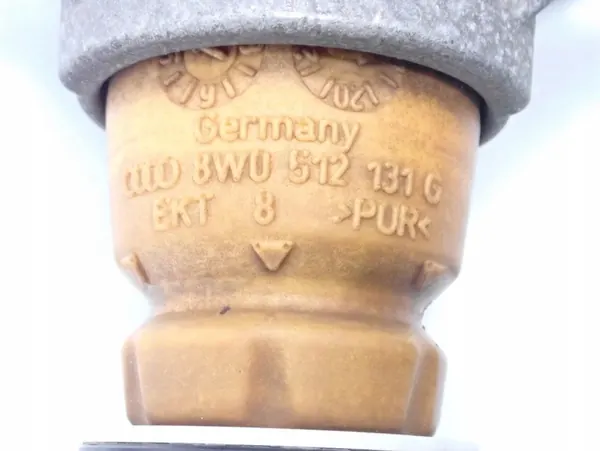 Germany
8W0 512 131 G
EKT 8 >PUR<